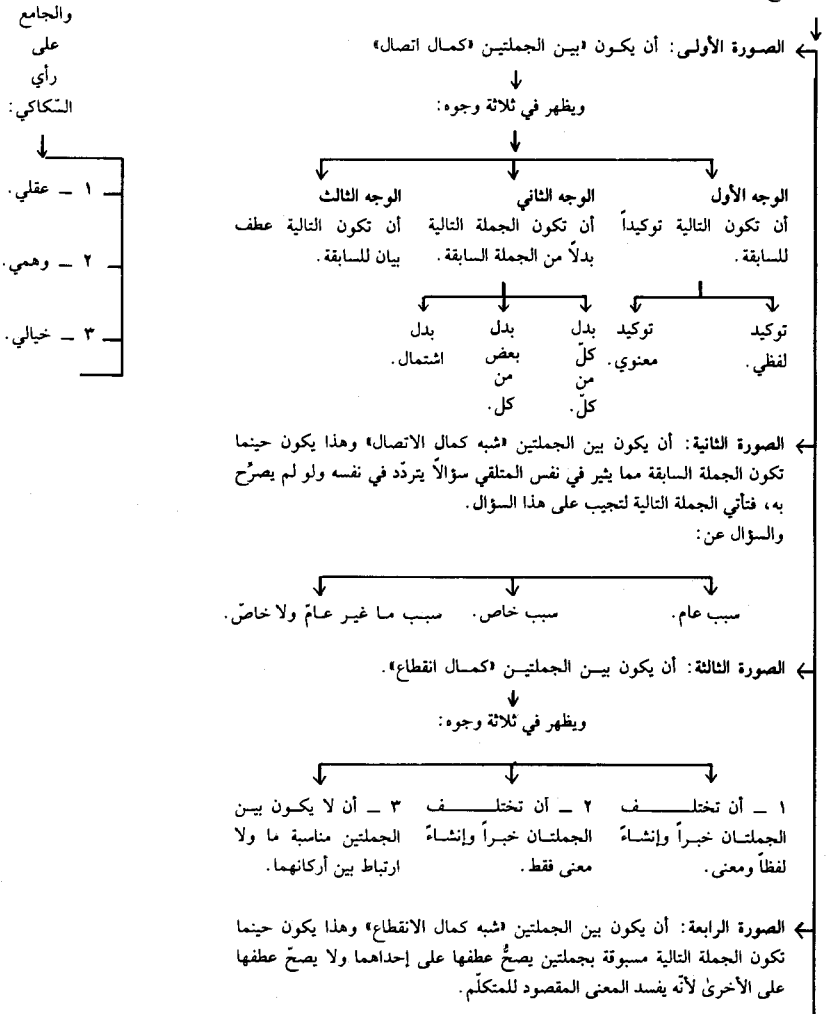 والجامع
على
رأي
السّكاكي:
١ ــ عقلي.
٢ ــ وهمي.
٣ ــ خيالي.
الصورة الأولى: أن يكون «بين الجملتين «كمال اتصال»
ويظهر في ثلاثة وجوه:
الوجه الأول
أن تكون التالية توكيداً
للسابقة.
توكيد
لفظي.
توكيد
معنوي.
الوجه الثاني
أن تكون الجملة التالية
بدلاً من الجملة السابقة.
بدل
كلّ
من
كلّ.
بدل
بعض
من
كل.
بدل
اشتمال.
الوجه الثالث
أن تكون التالية عطف
بيان للسابقة.
الصورة الثانية: أن يكون بين الجملتين «شبه كمال الاتصال» وهذا يكون حينما
تكون الجملة السابقة مما يثير في نفس المتلقي سؤالاً يتردّد في نفسه ولو لم يصرِّح
به، فتأتي الجملة التالية لتجيب على هذا السؤال.
والسؤال عن:
سبب عام.
سبب خاص.
سبب ما غير عامّ ولا خاصّ.
الصورة الثالثة: أن يكون بين الجملتين «كمال انقطاع».
ويظهر في ثلاثة وجوه:
١ ــ أن تختلف
الجملتان خبراً وإنشاءً
لفظاً ومعنى.
٢ ــ أن تختلف
الجملتان خبراً وإنشاءً
معنى فقط.
٣ ــ أن لا يكون بين
الجملتين مناسبة ما ولا
ارتباط بين أركانهما.
الصورة الرابعة: أن يكون بين الجملتين «شبه كمال الانقطاع» وهذا يكون حينما
تكون الجملة التالية مسبوقة بجملتين يصحُّ عطفها على إحداهما ولا يصحّ عطفها
على الأخرىٰ لأنّه يفسد المعنى المقصود للمتكلّم.